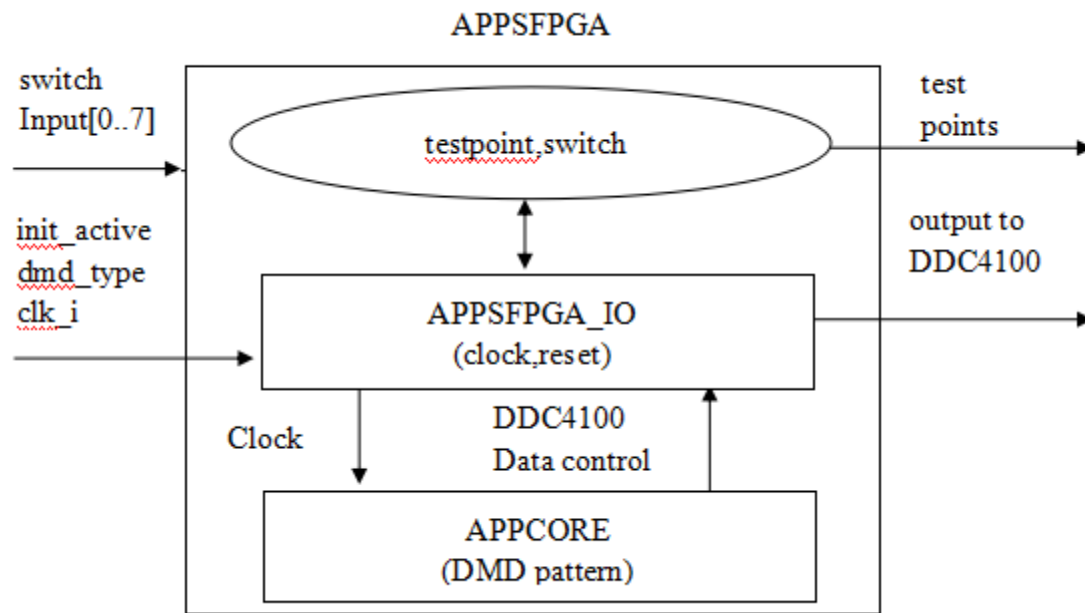 APPSFPGA
switch
Input[0..7]
testpoint,switch
test
points
init_active
dmd_type
clk_i
output to
DDC4100
APPSFPGA_IO
(clock,reset)
Clock
DDC4100
Data control
APPCORE
(DMD pattern)